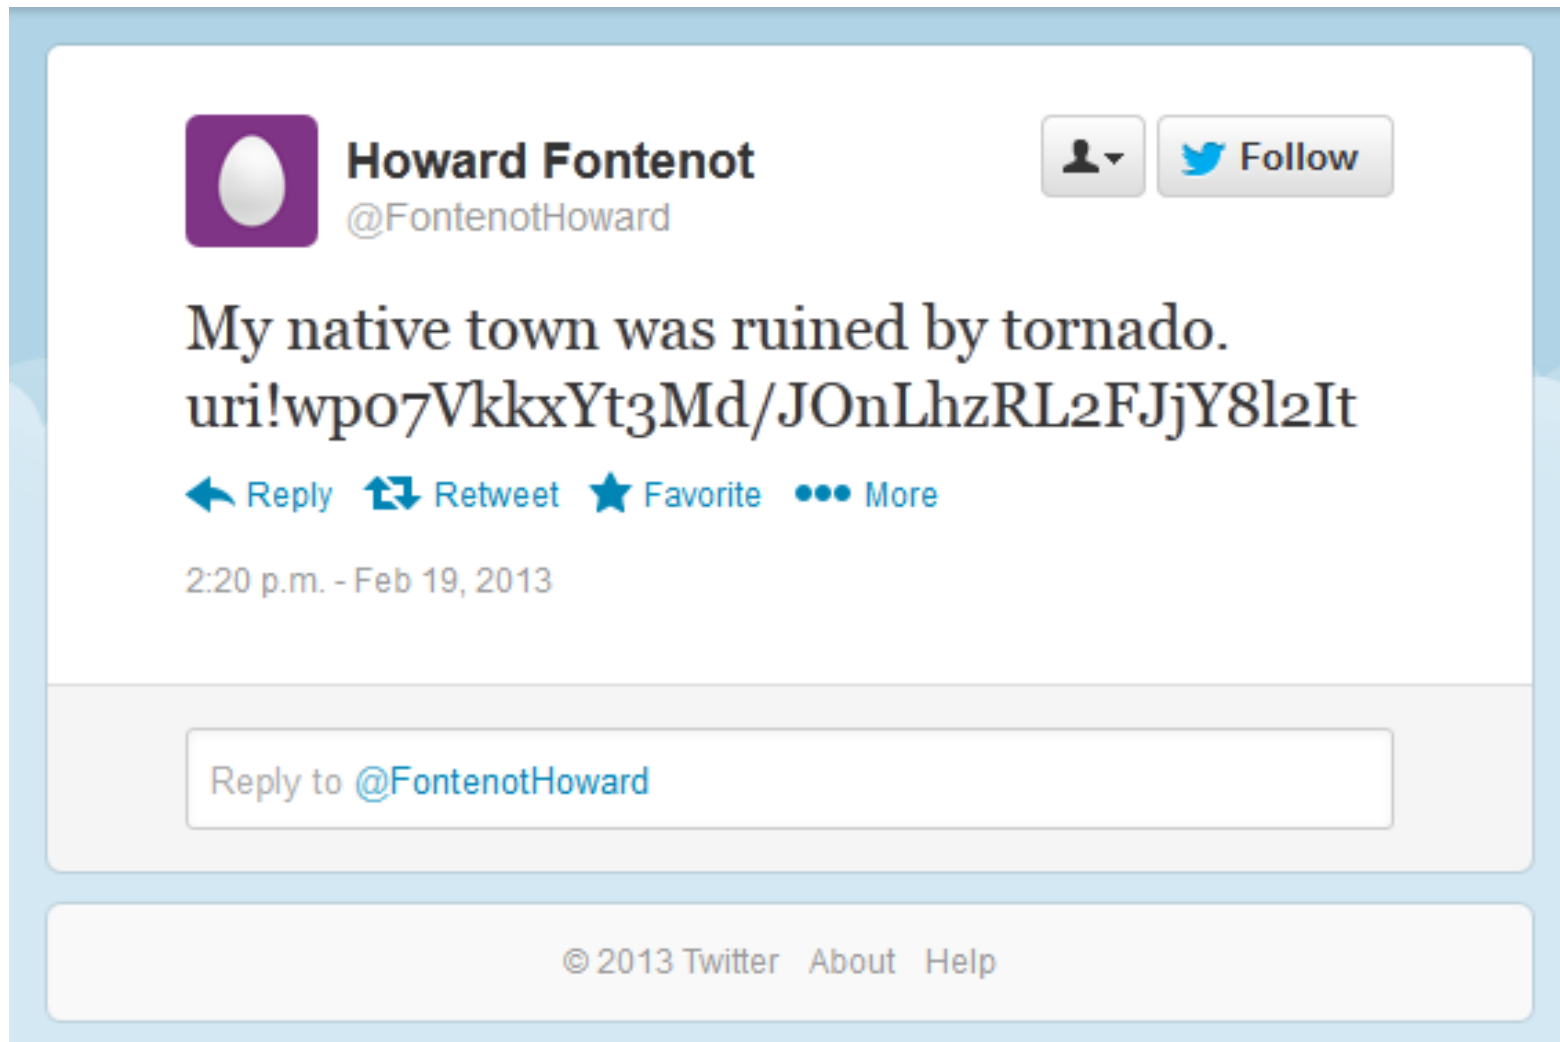 Howard Fontenot
@FontenotHoward
Follow
My native town was ruined by tornado.
uri!wp07VkkxYt3Md/JOnLhzRL2FJjY8l2It
Reply Retweet Favorite More
2:20 p.m. - Feb 19, 2013
Reply to @FontenotHoward
© 2013 Twitter About Help